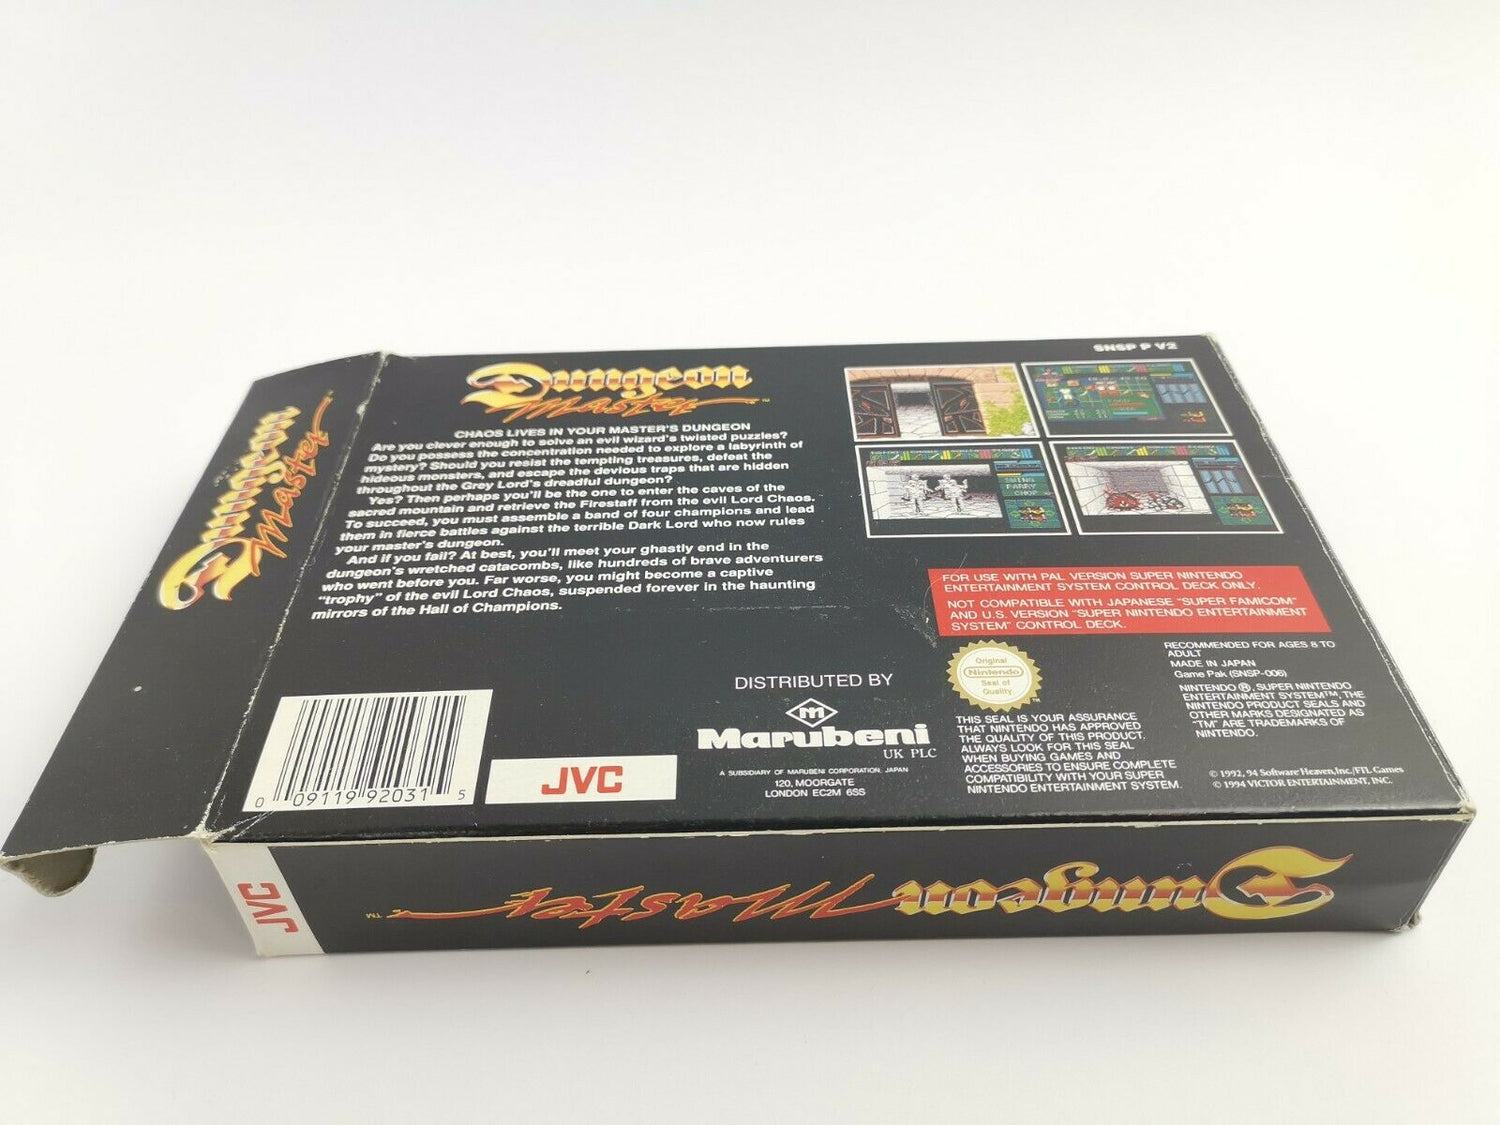 SNSP P V2
Dungeon
Master
™
CHAOS LIVES IN YOUR MASTER'S DUNGEON
Are you clever enough to solve an evil wizard's twisted puzzles?
Do you possess the concentration needed to explore a labyrinth of
mystery? Should you resist the tempting treasures, defeat the
hideous monsters, and escape the devious traps that are hidden
throughout the Grey Lord's dreadful dungeon?
Yes? Then perhaps you'll be the one to enter the caves of the
sacred mountain and retrieve the Firestaff from the evil Lord Chaos.
To succeed, you must assemble a band of four champions and lead
them in fierce battles against the terrible Dark Lord who now rules
your master's dungeon.
And if you fail? At best, you'll meet your ghastly end in the
dungeon's wretched catacombs, like hundreds of brave adventurers
who went before you. Far worse, you might become a captive
"trophy" of the evil Lord Chaos, suspended forever in the haunting
mirrors of the Hall of Champions.
SWING
PARRY
CHOP
FOR USE WITH PAL VERSION SUPER NINTENDO
ENTERTAINMENT SYSTEM CONTROL DECK ONLY.
NOT COMPATIBLE WITH JAPANESE "SUPER FAMICOM"
AND U.S. VERSION "SUPER NINTENDO ENTERTAINMENT
SYSTEM" CONTROL DECK.
Original
Nintendo
Seal of
Quality
™
THIS SEAL IS YOUR ASSURANCE
THAT NINTENDO HAS APPROVED
THE QUALITY OF THIS PRODUCT.
ALWAYS LOOK FOR THIS SEAL
WHEN BUYING GAMES AND
ACCESSORIES TO ENSURE COMPLETE
COMPATIBILITY WITH YOUR SUPER
NINTENDO ENTERTAINMENT SYSTEM.
RECOMMENDED FOR AGES 8 TO
ADULT
MADE IN JAPAN
Game Pak (SNSP-006)
NINTENDO ®, SUPER NINTENDO
ENTERTAINMENT SYSTEM™, THE
NINTENDO PRODUCT SEALS AND
OTHER MARKS DESIGNATED AS
"TM" ARE TRADEMARKS OF
NINTENDO.
© 1992, 94 Software Heaven, Inc./FTL Games
© 1994 VICTOR ENTERTAINMENT, INC.
DISTRIBUTED BY
M
Marubeni
UK PLC
A SUBSIDIARY OF MARUBENI CORPORATION, JAPAN
120, MOORGATE
LONDON EC2M 6SS
JVC
0 09119 92031 5
Dungeon
Master
™
JVC
Dungeon
Master
™